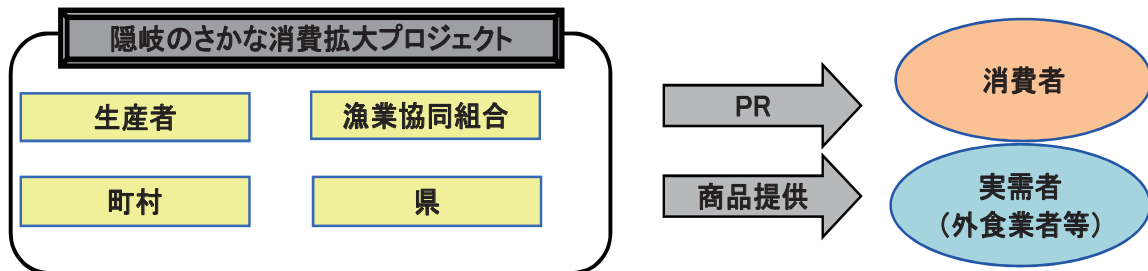 隠岐のさかな消費拡大プロジェクト
生産者
漁業協同組合
町村
県
PR
商品提供
消費者
実需者
（外食業者等）